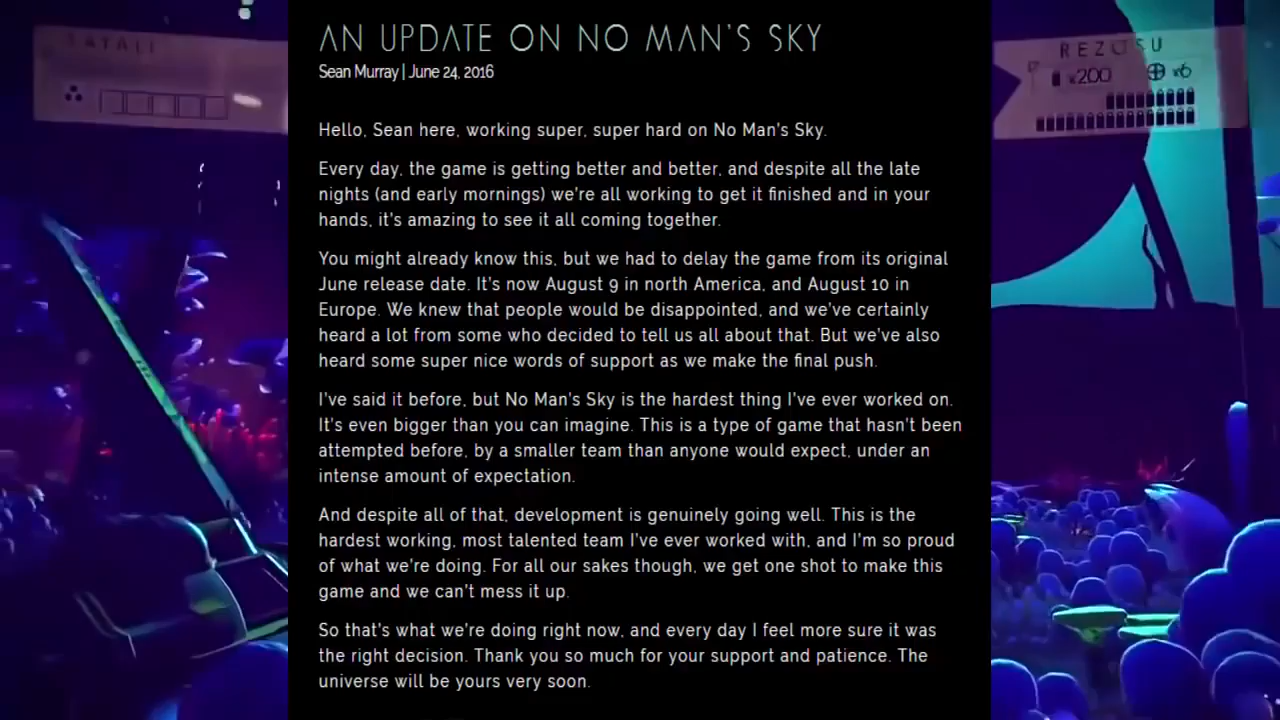 AN UPDATE ON NO MAN'S SKY
Sean Murray | June 24, 2016
Hello, Sean here, working super, super hard on No Man's Sky.
Every day, the game is getting better and better, and despite all the late
nights (and early mornings) we're all working to get it finished and in your
hands, it's amazing to see it all coming together.
You might already know this, but we had to delay the game from its original
June release date. It's now August 9 in north America, and August 10 in
Europe. We knew that people would be disappointed, and we've certainly
heard a lot from some who decided to tell us all about that. But we've also
heard some super nice words of support as we make the final push.
I've said it before, but No Man's Sky is the hardest thing I've ever worked on.
It's even bigger than you can imagine. This is a type of game that hasn't been
attempted before, by a smaller team than anyone would expect, under an
intense amount of expectation.
And despite all of that, development is genuinely going well. This is the
hardest working, most talented team I've ever worked with, and I'm so proud
of what we're doing. For all our sakes though, we get one shot to make this
game and we can't mess it up.
So that's what we're doing right now, and every day I feel more sure it was
the right decision. Thank you so much for your support and patience. The
universe will be yours very soon.
REZOSU
x200 x6